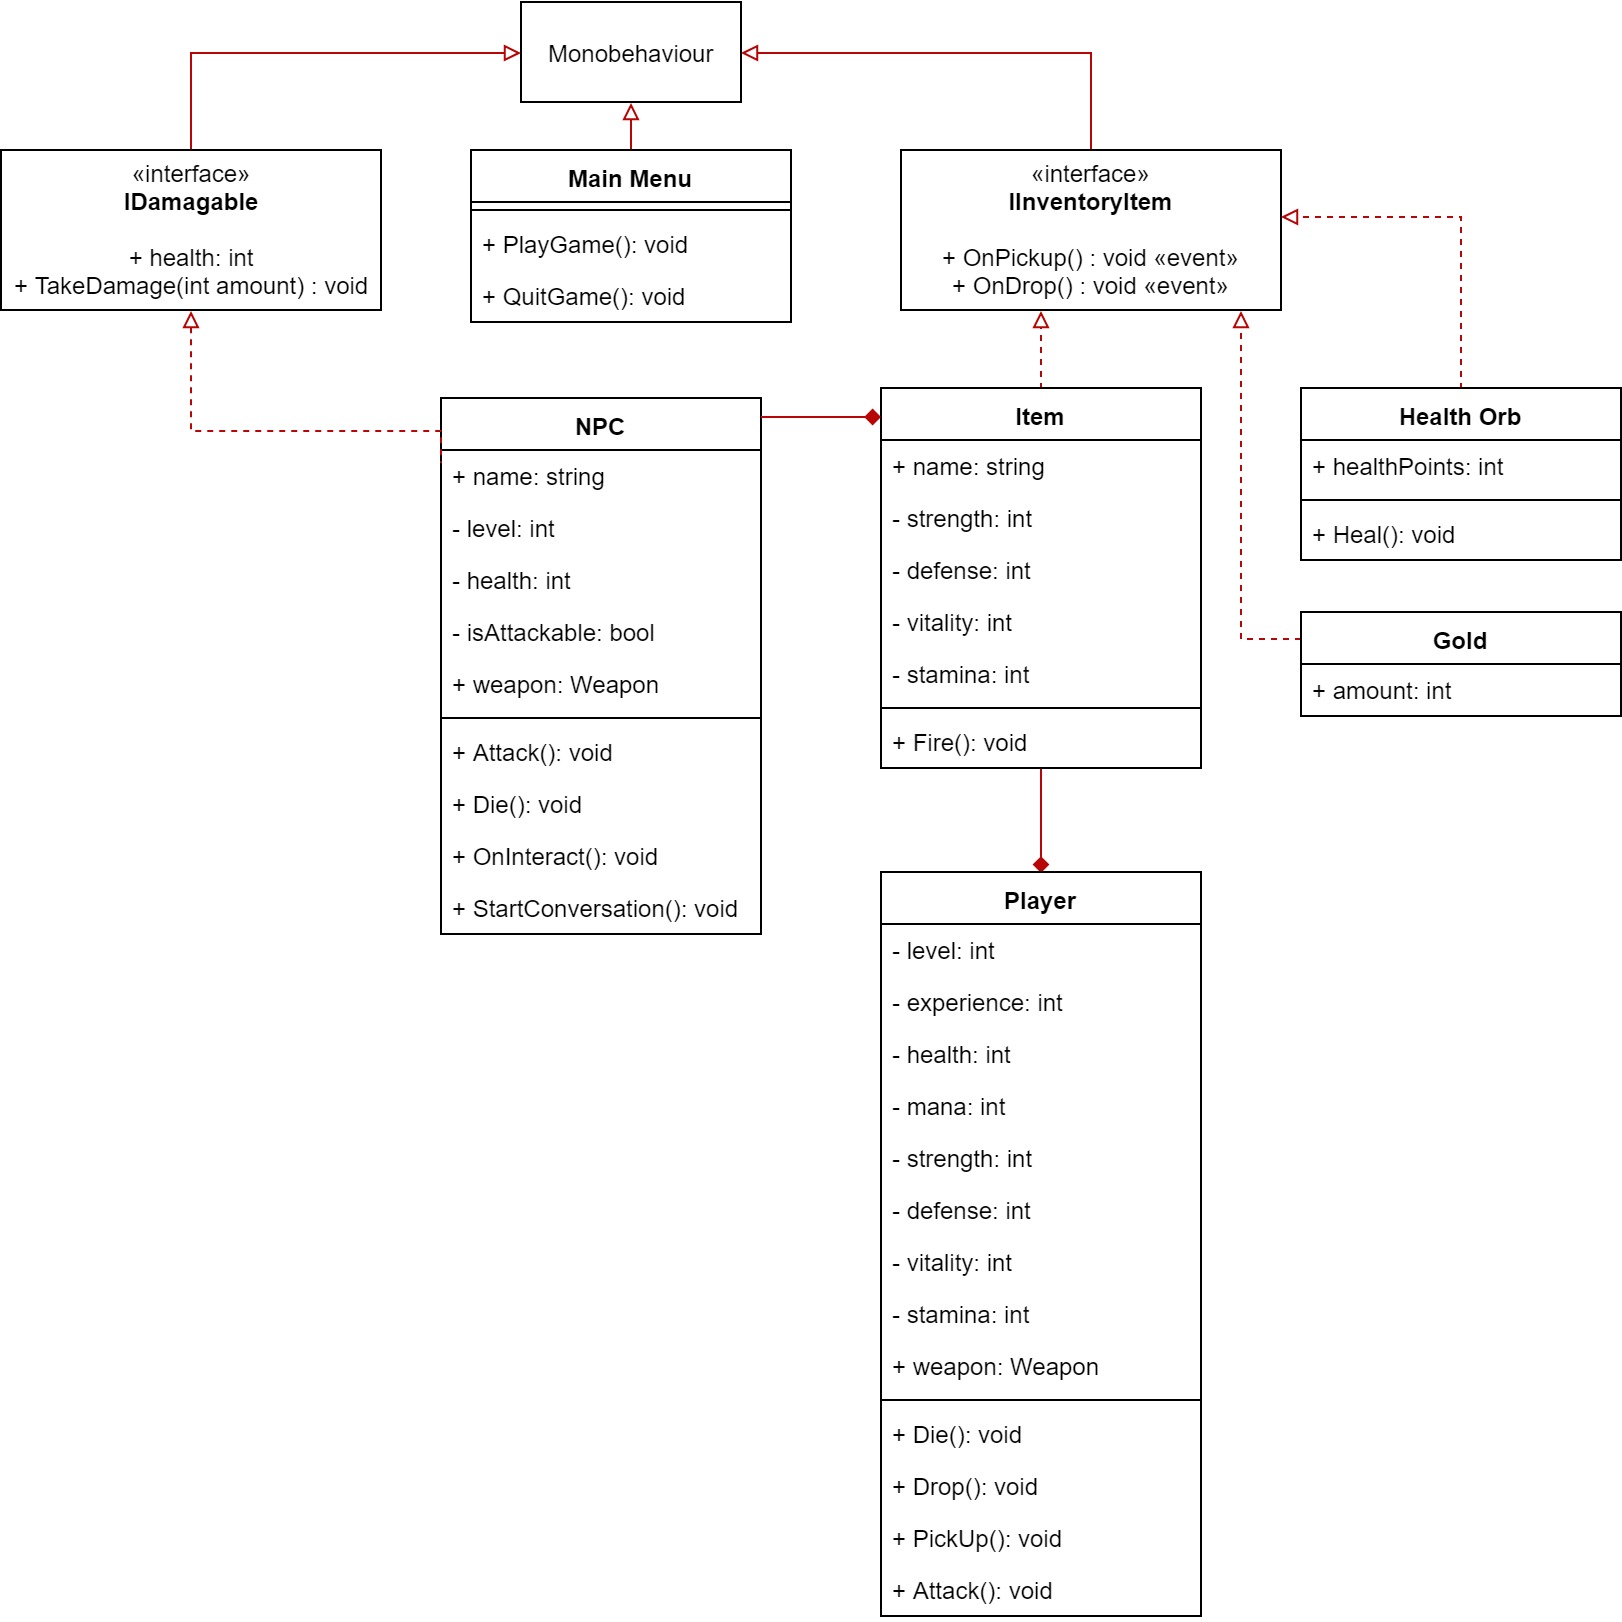 Monobehaviour
«interface»
IDamagable
+ health: int
+ TakeDamage(int amount) : void
Main Menu
+ PlayGame(): void
+ QuitGame(): void
«interface»
IInventoryItem
+ OnPickup() : void «event»
+ OnDrop() : void «event»
NPC
+ name: string
- level: int
- health: int
- isAttackable: bool
+ weapon: Weapon
+ Attack(): void
+ Die(): void
+ OnInteract(): void
+ StartConversation(): void
Item
+ name: string
- strength: int
- defense: int
- vitality: int
- stamina: int
+ Fire(): void
Health Orb
+ healthPoints: int
+ Heal(): void
Gold
+ amount: int
Player
- level: int
- experience: int
- health: int
- mana: int
- strength: int
- defense: int
- vitality: int
- stamina: int
+ weapon: Weapon
+ Die(): void
+ Drop(): void
+ PickUp(): void
+ Attack(): void